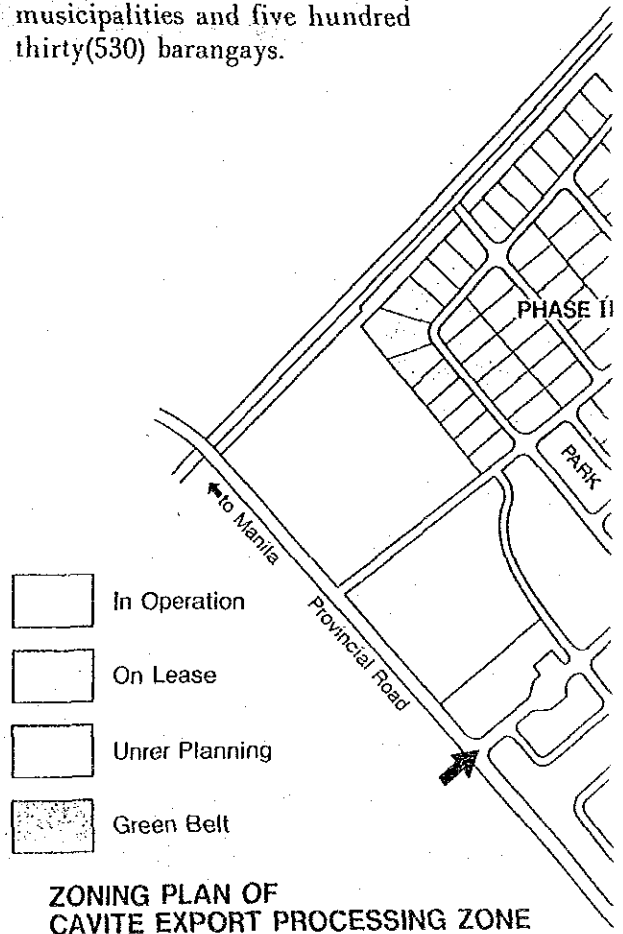 musicipalities and five hundred
thirty(530) barangays.
PHASE II
PARK
to Manila
Provincial Road
In Operation
On Lease
Unrer Planning
Green Belt
ZONING PLAN OF
CAVITE EXPORT PROCESSING ZONE